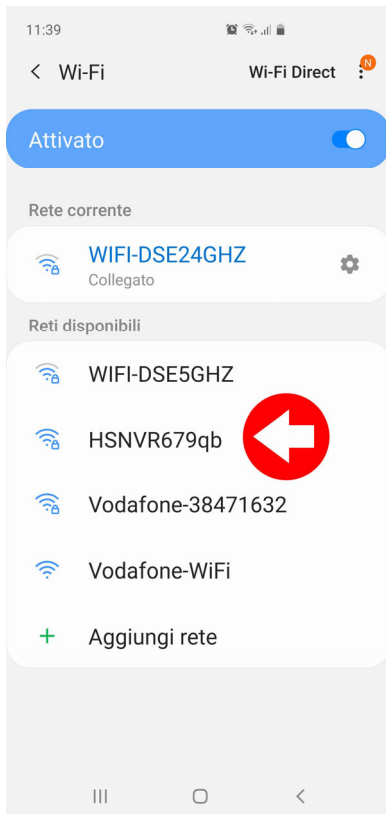 11:39
Wi-Fi
Wi-Fi Direct
N
Attivato
Rete corrente
WIFI-DSE24GHZ
Collegato
Reti disponibili
WIFI-DSE5GHZ
HSNVR679qb
Vodafone-38471632
Vodafone-WiFi
+ Aggiungi rete